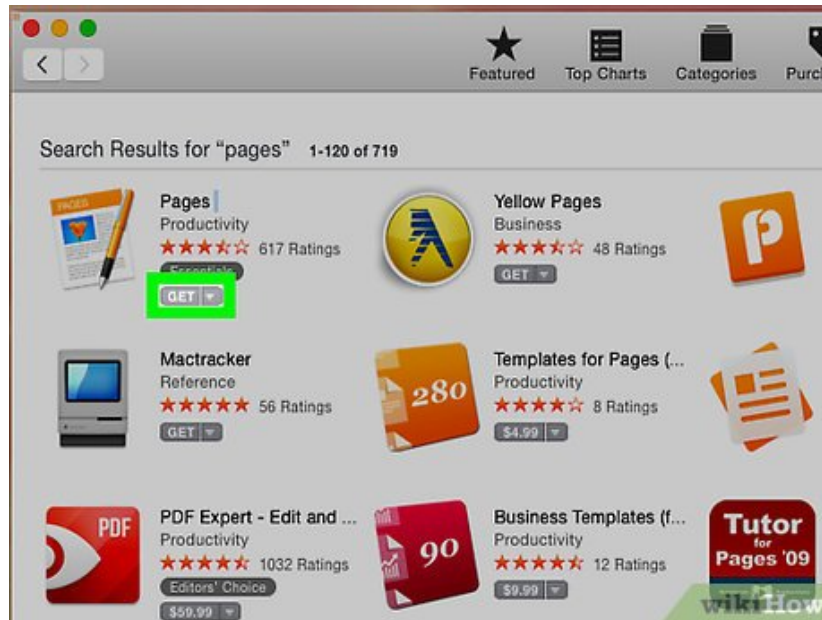 Featured
Top Charts
Categories
Purc
Search Results for “pages” 1-120 of 719
PAGES
Pages
Productivity
617 Ratings
Essentials
GET
Yellow Pages
Business
48 Ratings
GET
P
Mactracker
Reference
56 Ratings
GET
280
Templates for Pages (...
Productivity
8 Ratings
$4.99
PDF
PDF Expert - Edit and ...
Productivity
1032 Ratings
Editors' Choice
$59.99
90
Business Templates (f...
Productivity
12 Ratings
$9.99
Tutor
for
Pages '09
wikiHow